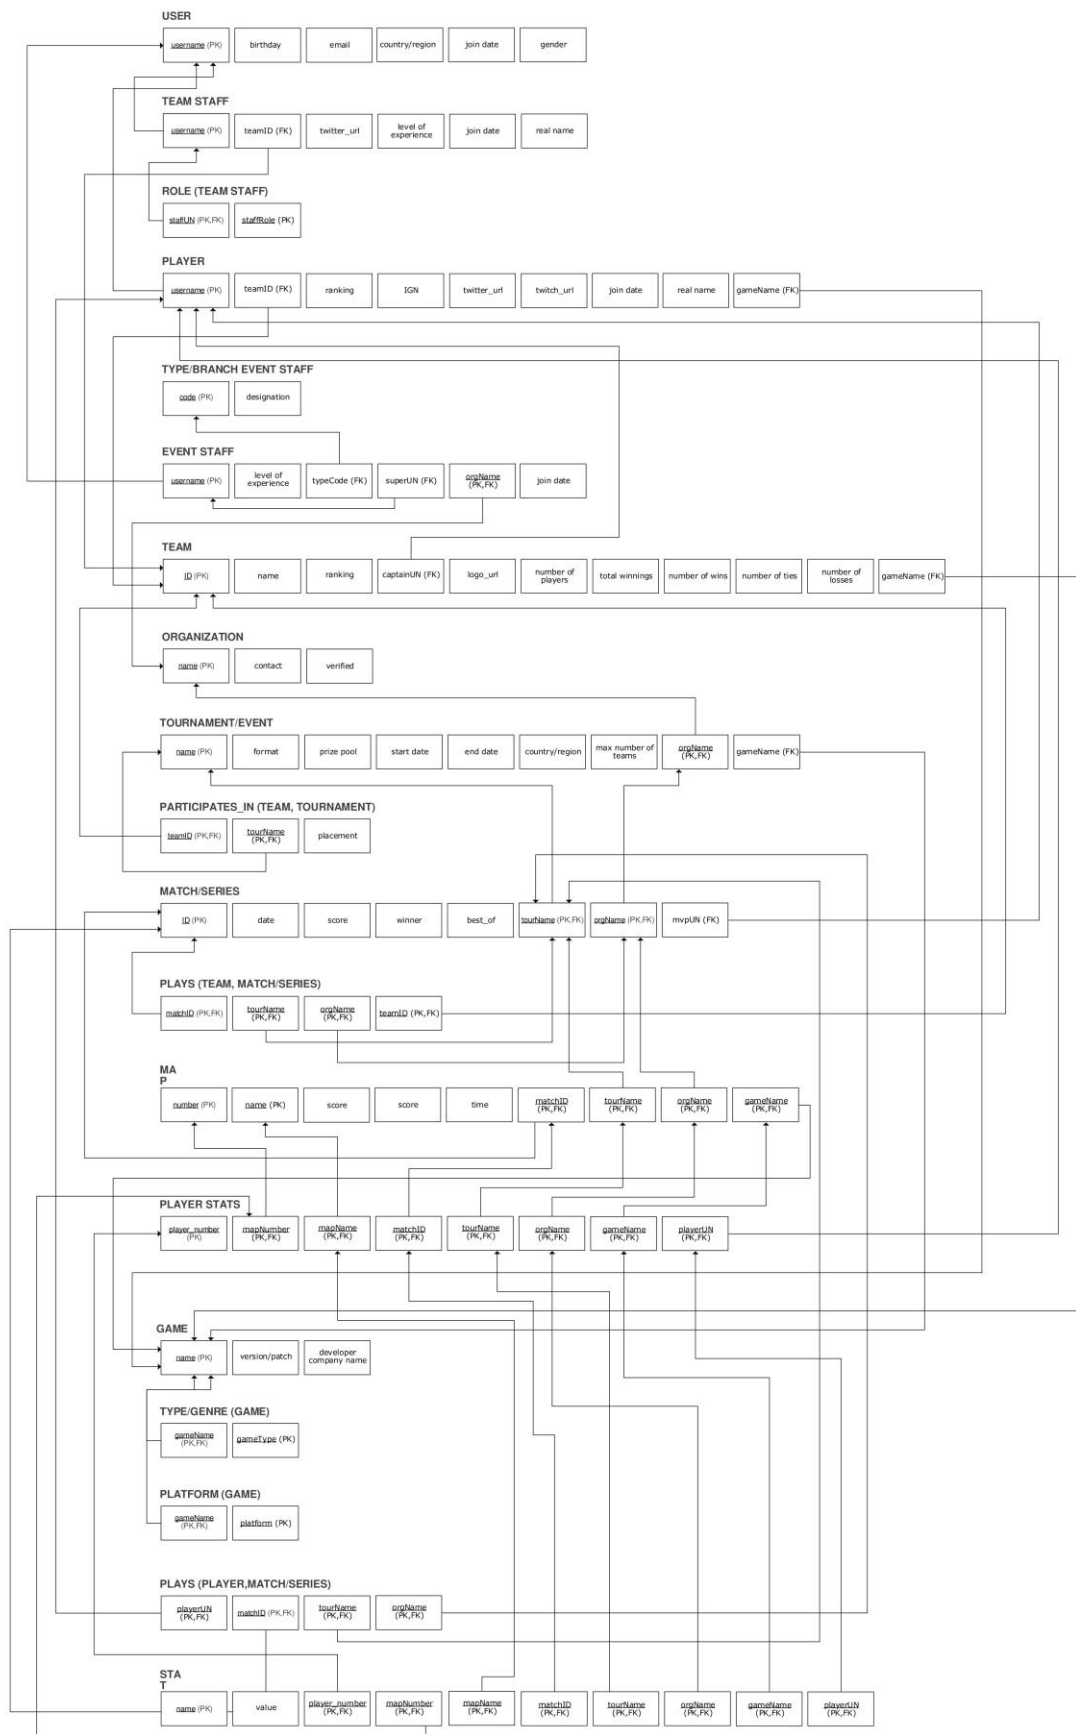 USER
username (PK) birthday email country/region join date gender
TEAM STAFF
username (PK) teamID (FK) twitter_url level of experience join date real name
ROLE (TEAM STAFF)
staffUN (PK,FK) staffRole (PK)
PLAYER
username (PK) teamID (FK) ranking IGN twitter_url twitch_url join date real name gameName (FK)
TYPE/BRANCH EVENT STAFF
code (PK) designation
EVENT STAFF
username (PK) level of experience typeCode (FK) superUN (FK) orgName (PK,FK) join date
TEAM
ID (PK) name ranking captainUN (FK) logo_url number of players total winnings number of wins number of ties number of losses gameName (FK)
ORGANIZATION
name (PK) contact verified
TOURNAMENT/EVENT
name (PK) format prize pool start date end date country/region max number of teams orgName (PK,FK) gameName (FK)
PARTICIPATES_IN (TEAM, TOURNAMENT)
teamID (PK,FK) tourName (PK,FK) placement
MATCH/SERIES
ID (PK) date score winner best_of tourName (PK,FK) orgName (PK,FK) mvpUN (FK)
PLAYS (TEAM, MATCH/SERIES)
matchID (PK,FK) tourName (PK,FK) orgName (PK,FK) teamID (PK,FK)
MA
P
number (PK) name (PK) score score time matchID (PK,FK) tourName (PK,FK) orgName (PK,FK) gameName (PK,FK)
PLAYER STATS
player_number (PK) mapNumber (PK,FK) mapName (PK,FK) matchID (PK,FK) tourName (PK,FK) orgName (PK,FK) gameName (PK,FK) playerUN (PK,FK)
GAME
name (PK) version/patch developer company name
TYPE/GENRE (GAME)
gameName (PK,FK) gameType (PK)
PLATFORM (GAME)
gameName (PK,FK) platform (PK)
PLAYS (PLAYER,MATCH/SERIES)
playerUN (PK,FK) matchID (PK,FK) tourName (PK,FK) orgName (PK,FK)
STA
T
name (PK) value player_number (PK,FK) mapNumber (PK,FK) mapName (PK,FK) matchID (PK,FK) tourName (PK,FK) orgName (PK,FK) gameName (PK,FK) playerUN (PK,FK)